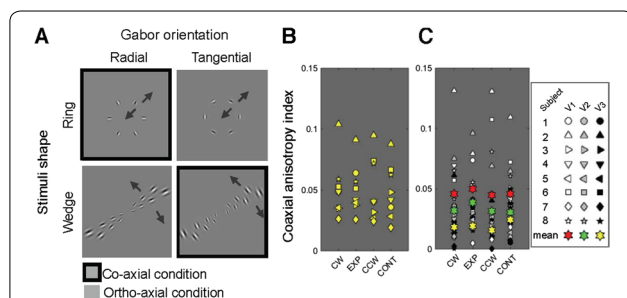 A
Gabor orientation
Radial
Tangential
Stimuli shape
Ring
Wedge
Co-axial condition
Ortho-axial condition
B
Coaxial anisotropy index
0.15
0.1
0.05
0
CW
EXP
CCW
CONT
C
0.15
0.1
0.05
0
CW
EXP
CCW
CONT
Subject V1 V2 V3
1
2
3
4
5
6
7
8
mean